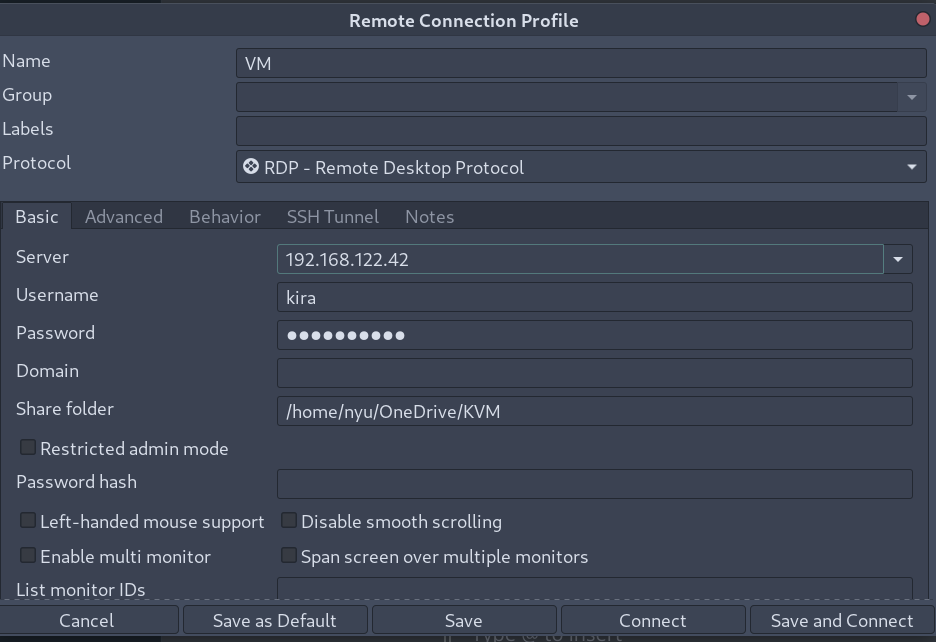 Remote Connection Profile
Name
VM
Group
Labels
Protocol
RDP - Remote Desktop Protocol
Basic Advanced Behavior SSH Tunnel Notes
Server
192.168.122.42
Username
kira
Password
●●●●●●●●●●
Domain
Share folder
/home/nyu/OneDrive/KVM
Restricted admin mode
Password hash
Left-handed mouse support Disable smooth scrolling
Enable multi monitor Span screen over multiple monitors
List monitor IDs
Cancel Save as Default Save Connect Save and Connect
Type @ to insert